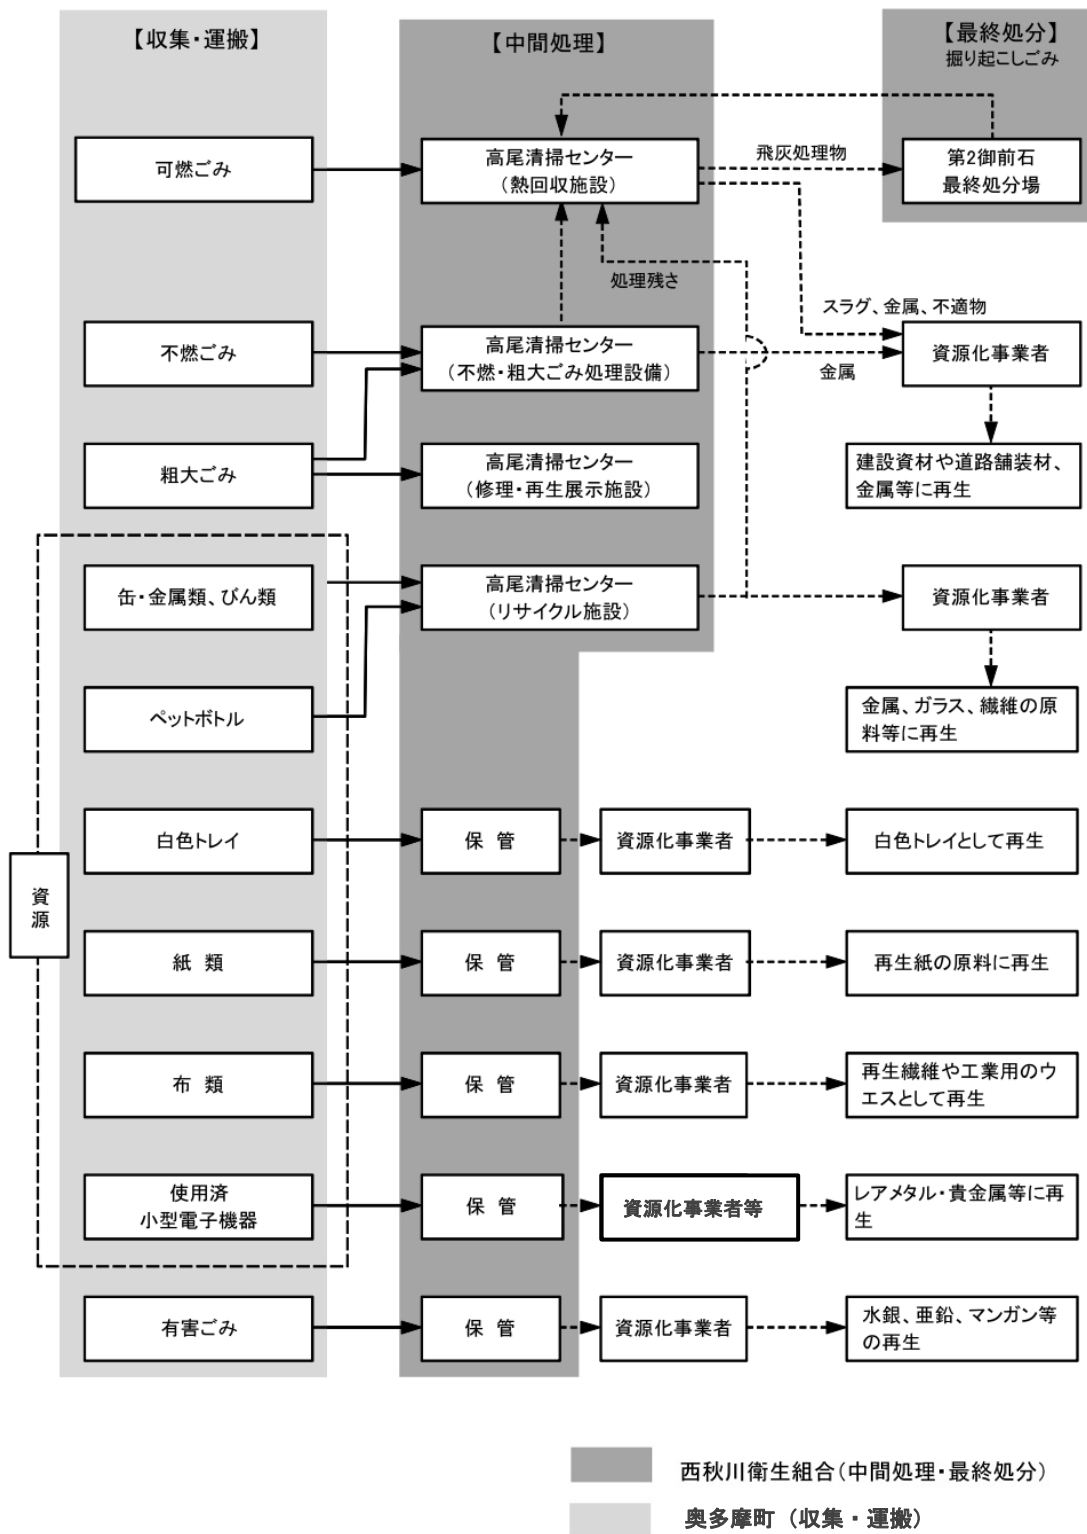 【収集・運搬】
【中間処理】
【最終処分】
掘り起こしごみ
可燃ごみ
高尾清掃センター
（熱回収施設）
飛灰処理物
第2御前石
最終処分場
処理残さ
スラグ、金属、不適物
不燃ごみ
高尾清掃センター
（不燃・粗大ごみ処理設備）
金属
資源化事業者
粗大ごみ
高尾清掃センター
（修理・再生展示施設）
建設資材や道路舗装材、
金属等に再生
缶・金属類、びん類
高尾清掃センター
（リサイクル施設）
資源化事業者
ペットボトル
金属、ガラス、繊維の原
料等に再生
資
源
白色トレイ
保 管
資源化事業者
白色トレイとして再生
紙 類
保 管
資源化事業者
再生紙の原料に再生
布 類
保 管
資源化事業者
再生繊維や工業用のウ
エスとして再生
使用済
小型電子機器
保 管
資源化事業者等
レアメタル・貴金属等に再
生
有害ごみ
保 管
資源化事業者
水銀、亜鉛、マンガン等
の再生
西秋川衛生組合（中間処理・最終処分）
奥多摩町（収集・運搬）